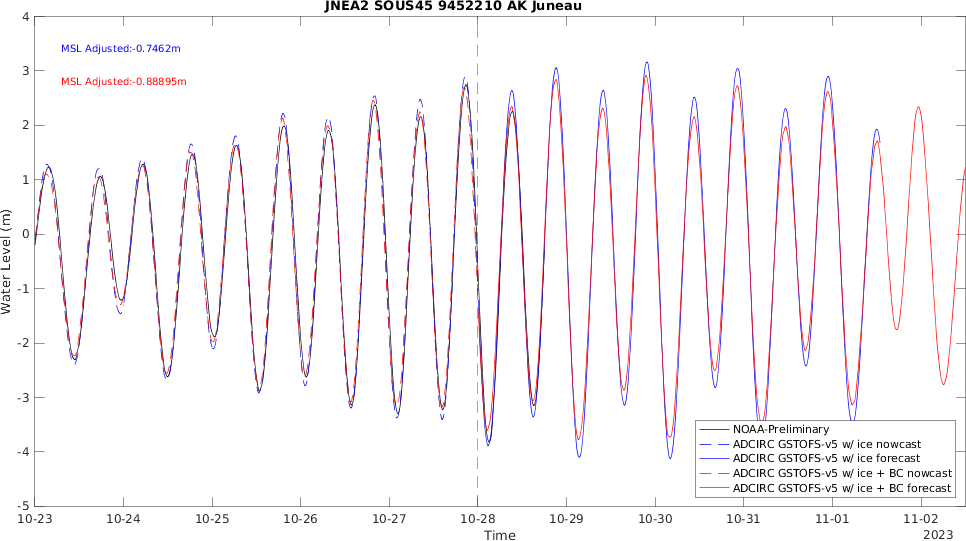 JNEA2 SOUS45 9452210 AK Juneau
MSL Adjusted:-0.7462m
MSL Adjusted:-0.88895m
4
3
2
1
0
-1
-2
-3
-4
-5
Water Level (m)
NOAA-Preliminary
ADCIRC GSTOFS-v5 w/ ice nowcast
ADCIRC GSTOFS-v5 w/ ice forecast
ADCIRC GSTOFS-v5 w/ ice + BC nowcast
ADCIRC GSTOFS-v5 w/ ice + BC forecast
10-23 10-24 10-25 10-26 10-27 10-28 10-29 10-30 10-31 11-01 11-02
Time 2023